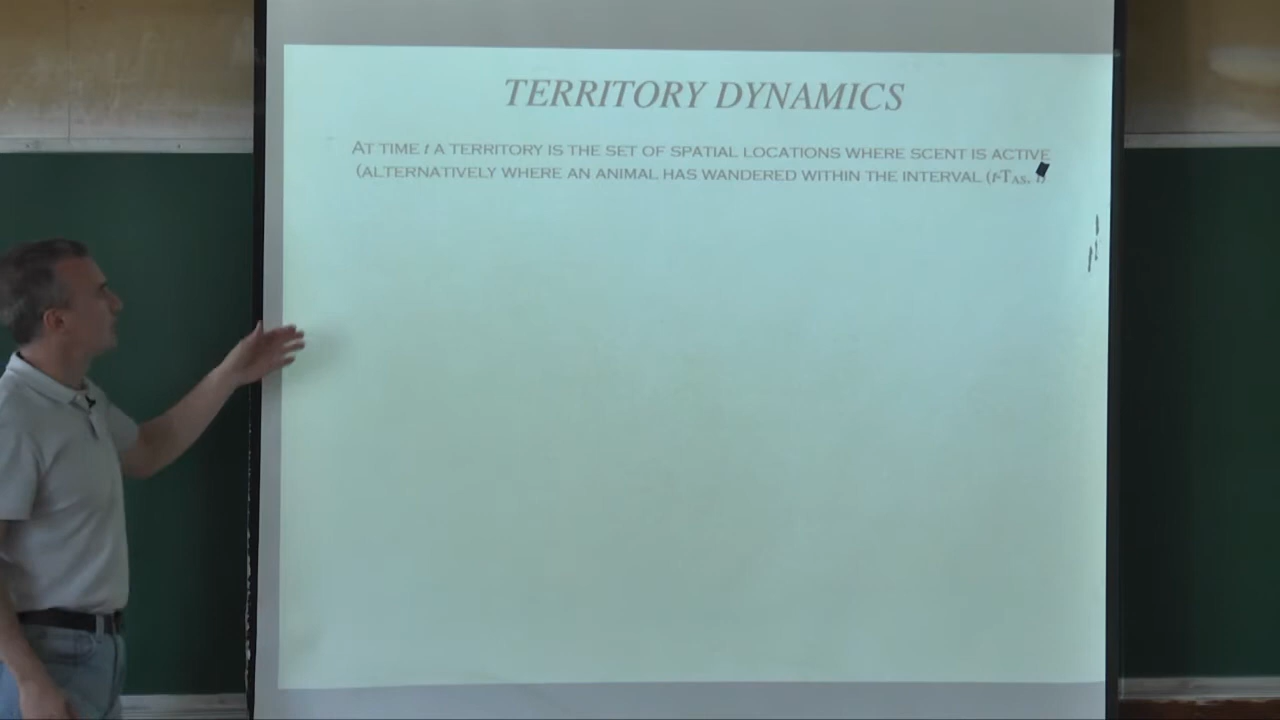 TERRITORY DYNAMICS
AT TIME t A TERRITORY IS THE SET OF SPATIAL LOCATIONS WHERE SCENT IS ACTIVE
(ALTERNATIVELY WHERE AN ANIMAL HAS WANDERED WITHIN THE INTERVAL (t-TAS,